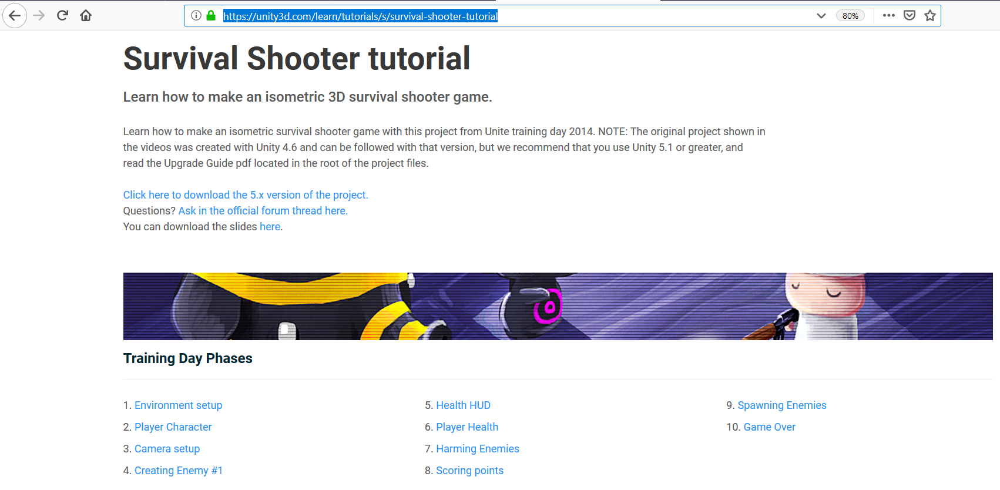 https://unity3d.com/learn/tutorials/s/survival-shooter-tutorial
80%
Survival Shooter tutorial
Learn how to make an isometric 3D survival shooter game.
Learn how to make an isometric survival shooter game with this project from Unite training day 2014. NOTE: The original project shown in
the videos was created with Unity 4.6 and can be followed with that version, but we recommend that you use Unity 5.1 or greater, and
read the Upgrade Guide pdf located in the root of the project files.
Click here to download the 5.x version of the project.
Questions? Ask in the official forum thread here.
You can download the slides here.
Training Day Phases
1. Environment setup
2. Player Character
3. Camera setup
4. Creating Enemy #1
5. Health HUD
6. Player Health
7. Harming Enemies
8. Scoring points
9. Spawning Enemies
10. Game Over